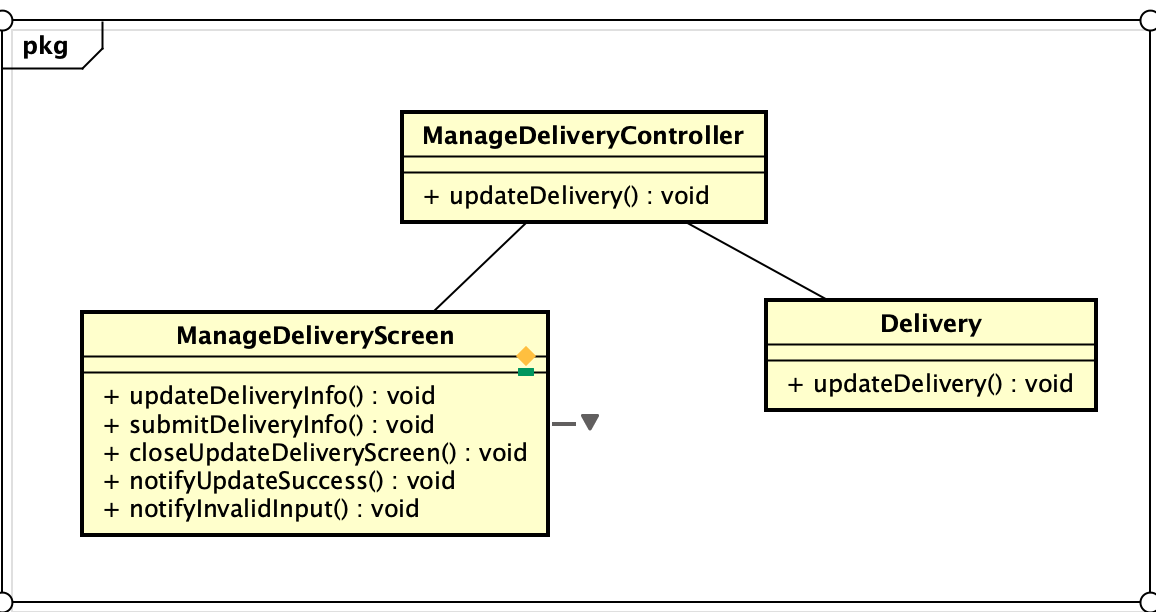 pkg
ManageDeliveryController
+ updateDelivery() : void
ManageDeliveryScreen
+ updateDeliveryInfo() : void
+ submitDeliveryInfo() : void
+ closeUpdateDeliveryScreen() : void
+ notifyUpdateSuccess() : void
+ notifyInvalidInput() : void
Delivery
+ updateDelivery() : void